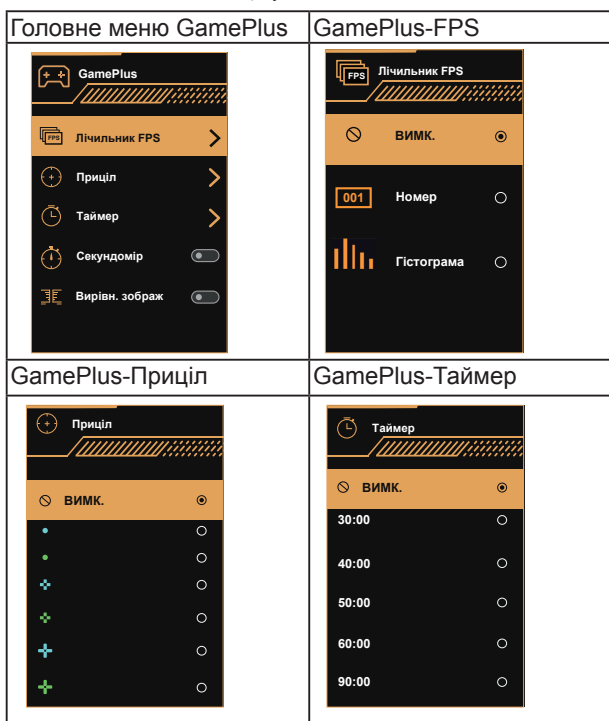 Головне меню GamePlus
GamePlus-FPS
GamePlus
Лічильник FPS
Приціл
Таймер
Секундомір
Вирівн. зображ
FPS
FPS
Лічильник FPS
ВИМК.
001
Номер
Гістограма
GamePlus-Приціл
GamePlus-Таймер
Приціл
ВИМК.
Таймер
ВИМК.
30:00
40:00
50:00
60:00
90:00